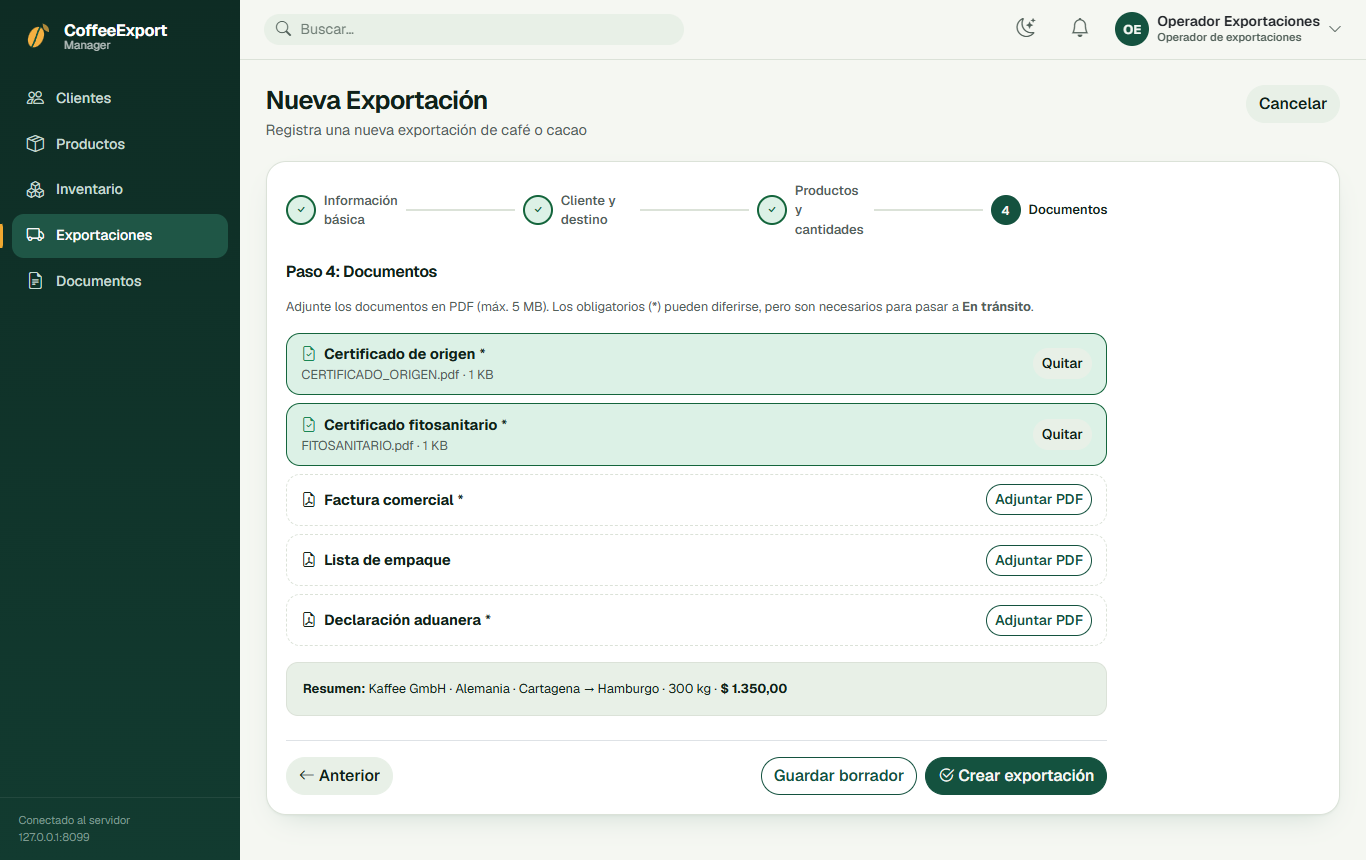 CoffeeExport
Manager
Clientes
Productos
Inventario
Exportaciones
Documentos
Conectado al servidor
127.0.0.1:8099
Buscar...
OE
Operador Exportaciones
Operador de exportaciones
Nueva Exportación
Registra una nueva exportación de café o cacao
Cancelar
Información
básica
Cliente y
destino
Productos
y
cantidades
4 Documentos
Paso 4: Documentos
Adjunte los documentos en PDF (máx. 5 MB). Los obligatorios (*) pueden diferirse, pero son necesarios para pasar a En tránsito.
Certificado de origen *
CERTIFICADO_ORIGEN.pdf · 1 KB
Quitar
Certificado fitosanitario *
FITOSANITARIO.pdf · 1 KB
Quitar
Factura comercial * Adjuntar PDF
Lista de empaque Adjuntar PDF
Declaración aduanera * Adjuntar PDF
Resumen: Kaffee GmbH · Alemania · Cartagena → Hamburgo · 300 kg · $ 1.350,00
← Anterior Guardar borrador Crear exportación